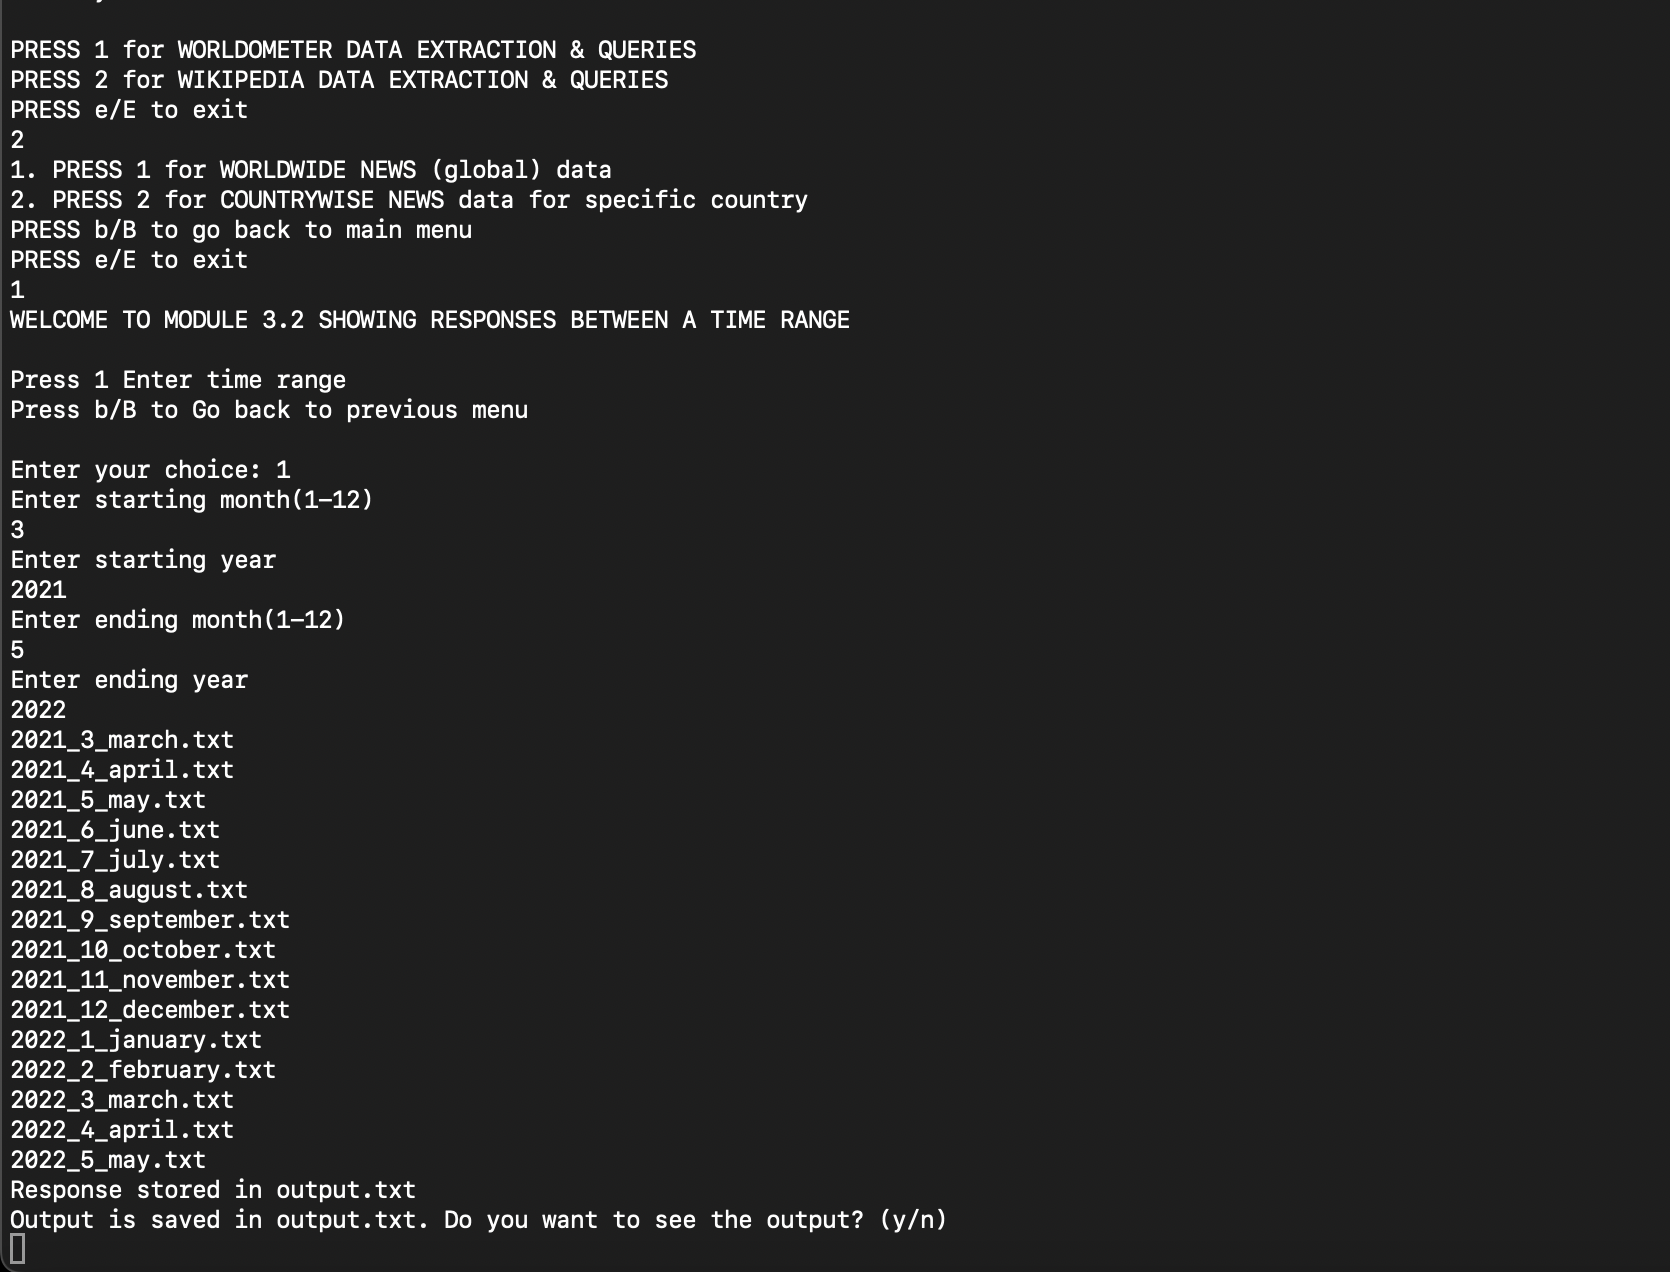 PRESS 1 for WORLDOMETER DATA EXTRACTION & QUERIES
PRESS 2 for WIKIPEDIA DATA EXTRACTION & QUERIES
PRESS e/E to exit
2
1. PRESS 1 for WORLDWIDE NEWS (global) data
2. PRESS 2 for COUNTRYWISE NEWS data for specific country
PRESS b/B to go back to main menu
PRESS e/E to exit
1
WELCOME TO MODULE 3.2 SHOWING RESPONSES BETWEEN A TIME RANGE
Press 1 Enter time range
Press b/B to Go back to previous menu
Enter your choice: 1
Enter starting month(1-12)
3
Enter starting year
2021
Enter ending month(1-12)
5
Enter ending year
2022
2021_3_march.txt
2021_4_april.txt
2021_5_may.txt
2021_6_june.txt
2021_7_july.txt
2021_8_august.txt
2021_9_september.txt
2021_10_october.txt
2021_11_november.txt
2021_12_december.txt
2022_1_january.txt
2022_2_february.txt
2022_3_march.txt
2022_4_april.txt
2022_5_may.txt
Response stored in output.txt
Output is saved in output.txt. Do you want to see the output? (y/n)